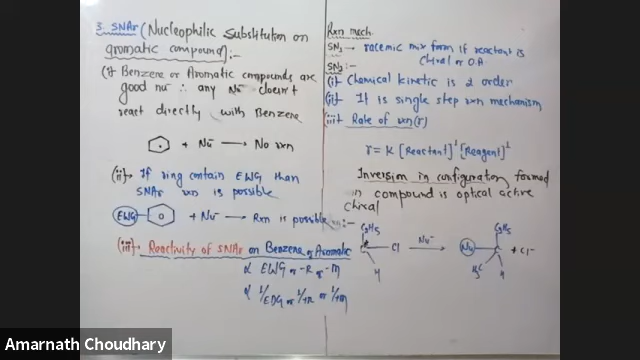 3. SNAr (Nucleophilic Substitution on
aromatic compound):-
(i) Benzene or Aromatic compounds are
good nu⁻ ∴ any Nu⁻ doesn't
react directly with Benzene
+ Nu⁻ → No rxn
(ii)→ If ring contain EWG than
SNAr rxn is possible
EWG + Nu⁻ → Rxn is possible
(iii)→ Reactivity of SNAr on Benzene or Aromatic
∝ EWG or -R or -M
∝ 1/EDG or 1/+R or 1/+M
Rxn mech.
SN1 → racemic mix form if reactant is
chiral or O.A.
SN2 :-
(i) Chemical kinetic is 2 order
(ii) It is single step rxn mechanism
(iii) Rate of rxn (r)
r = K [Reactant]¹ [Reagent]¹
Inversion in configuration formed
in compound is optical active
chiral
C₂H₅ C₂H₅
C Cl Nu⁻ → Nu C + Cl⁻
H H₃C H
Amarnath Choudhary